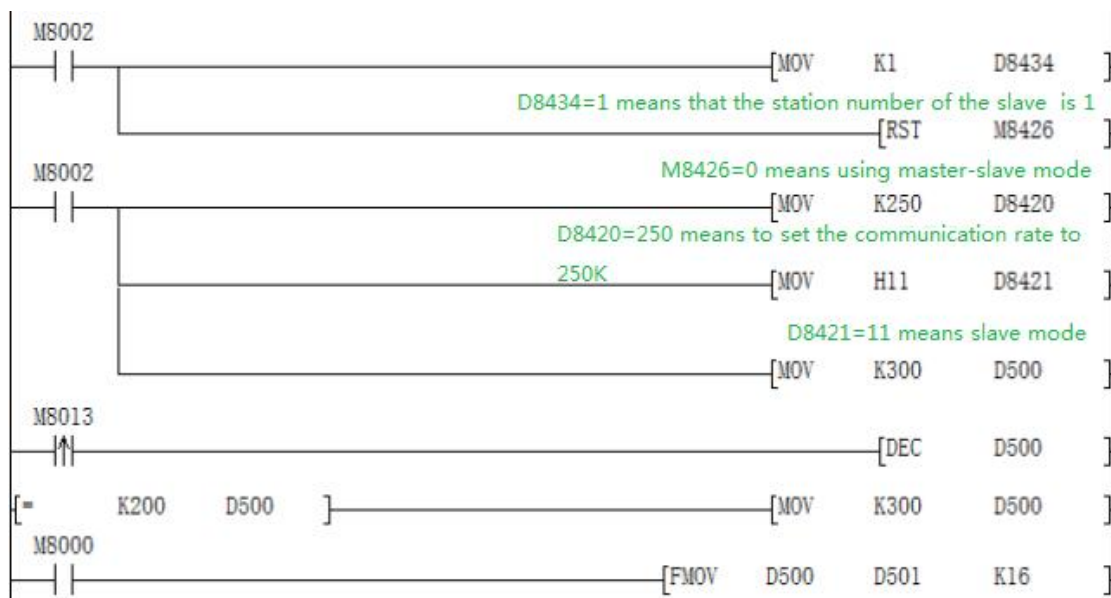 M8002
[MOV K1 D8434 ]
D8434=1 means that the station number of the slave is 1
[RST M8426 ]
M8002
M8426=0 means using master-slave mode
[MOV K250 D8420 ]
D8420=250 means to set the communication rate to
250K
[MOV H11 D8421 ]
D8421=11 means slave mode
[MOV K300 D500 ]
M8013
[DEC D500 ]
[= K200 D500 ]
[MOV K300 D500 ]
M8000
[FMOV D500 D501 K16 ]